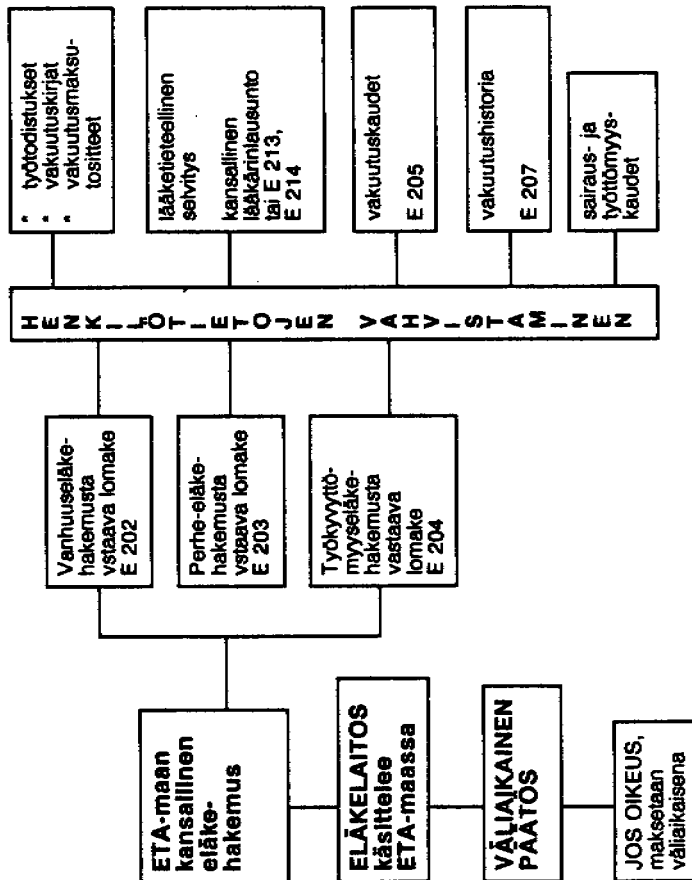 ETA-maan
kansallinen
eläke-
hakemus
ELÄKELAITOS
käsittelee
ETA-maassa
VÄLIAIKAINEN
PÄÄTÖS
JOS OIKEUS,
maksetaan
väliaikaisena
Vanhuuseläke-
hakemusta
vstaava lomake
E 202
Perhe-eläke-
hakemusta
vstaava lomake
E 203
Työkyvyttö-
myyseläke-
hakemusta
vastaava
lomake
E 204
HENKILÖTIETOJEN VAHVISTAMINEN
* työtodistukset
* vakuutuskirjat
* vakuutusmaksu-
tositteet
lääketieteellinen
selvitys
kansallinen
lääkärinlausunto
tai E 213,
E 214
vakuutuskaudet
E 205
vakuutushistoria
E 207
sairaus- ja
työttömyys-
kaudet